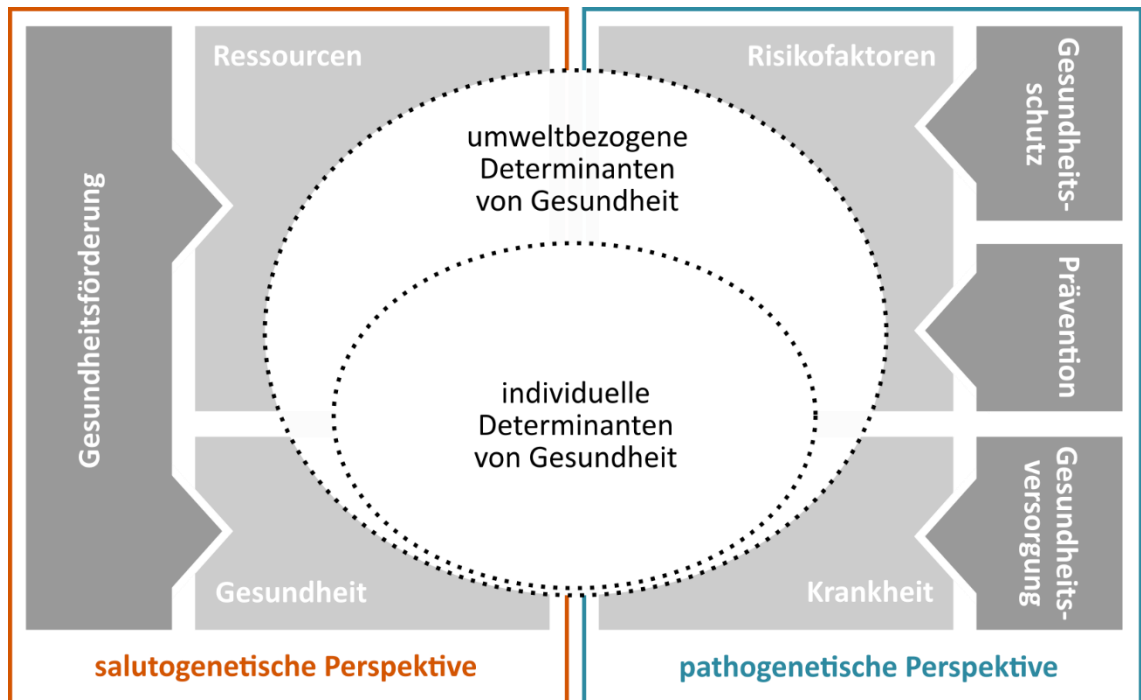 Gesundheitsförderung
Ressourcen
Gesundheit
umweltbezogene
Determinanten
von Gesundheit
individuelle
Determinanten
von Gesundheit
Risikofaktoren
Krankheit
Gesundheits-
schutz
Prävention
Gesundheits-
versorgung
salutogenetische Perspektive
pathogenetische Perspektive